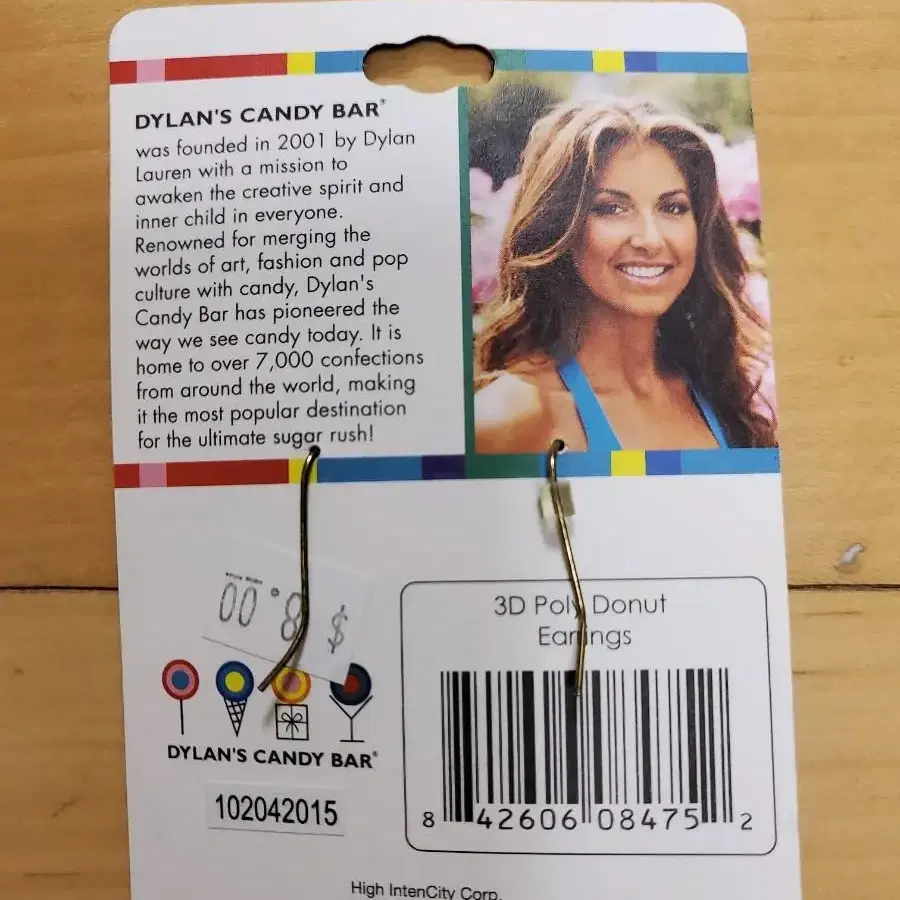 DYLAN'S CANDY BAR®
was founded in 2001 by Dylan
Lauren with a mission to
awaken the creative spirit and
inner child in everyone.
Renowned for merging the
worlds of art, fashion and pop
culture with candy, Dylan's
Candy Bar has pioneered the
way we see candy today. It is
home to over 7,000 confections
from around the world, making
it the most popular destination
for the ultimate sugar rush!
$ 8.00
DYLAN'S CANDY BAR®
102042015
3D Poly Donut
Earrings
8 42606 08475 2
High IntenCity Corp.